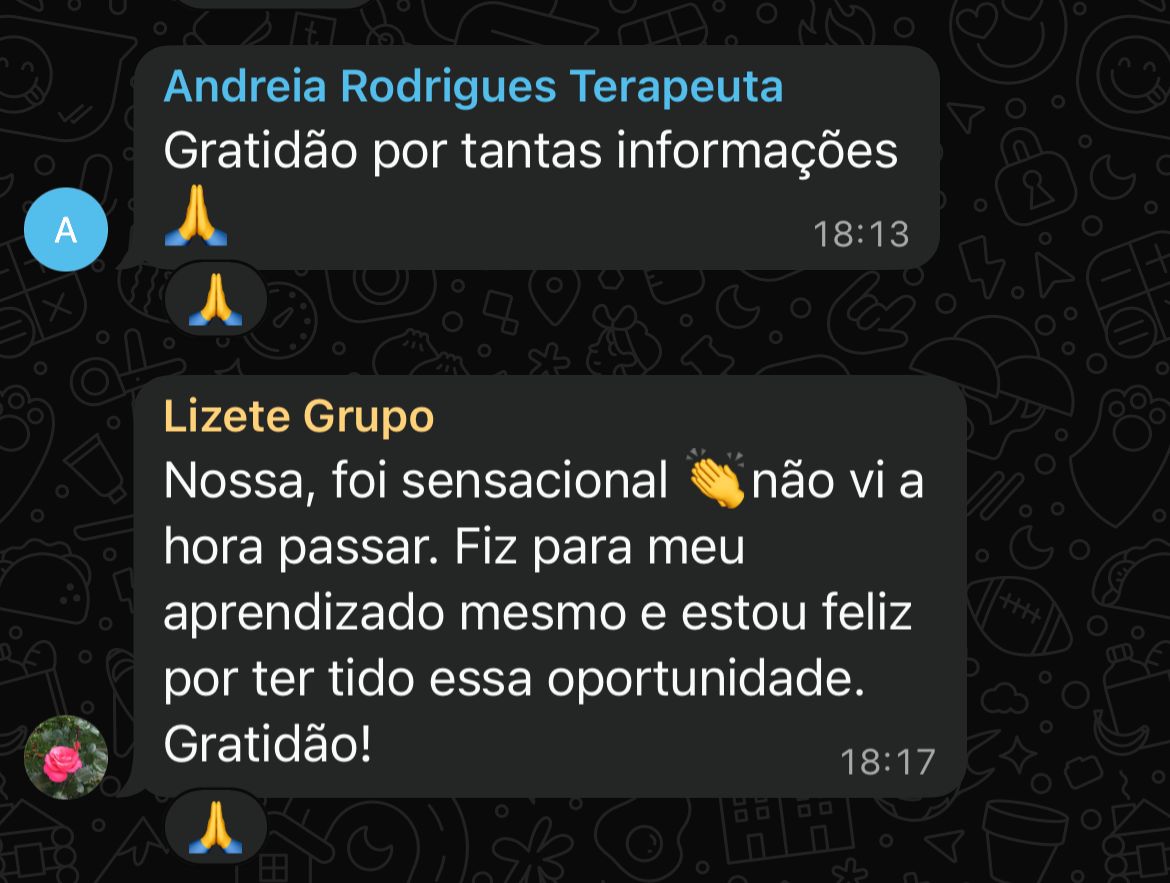 Andreia Rodrigues Terapeuta
Gratidão por tantas informações
🙏
18:13
A
🙏
Lizete Grupo
Nossa, foi sensacional 👏não vi a
hora passar. Fiz para meu
aprendizado mesmo e estou feliz
por ter tido essa oportunidade.
Gratidão!
18:17
🙏